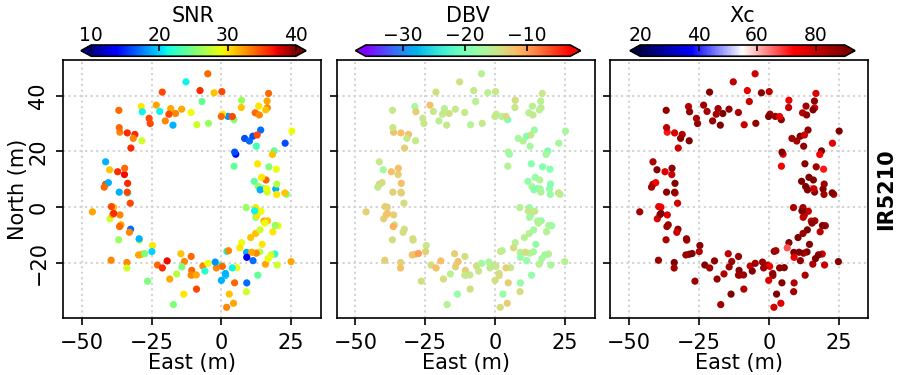 SNR DBV Xc
10 20 30 40 −30 −20 −10 20 40 60 80
40
20
0
−20
North (m)
−50 −25 0 25 −50 −25 0 25 −50 −25 0 25
East (m) East (m) East (m)
IR5210